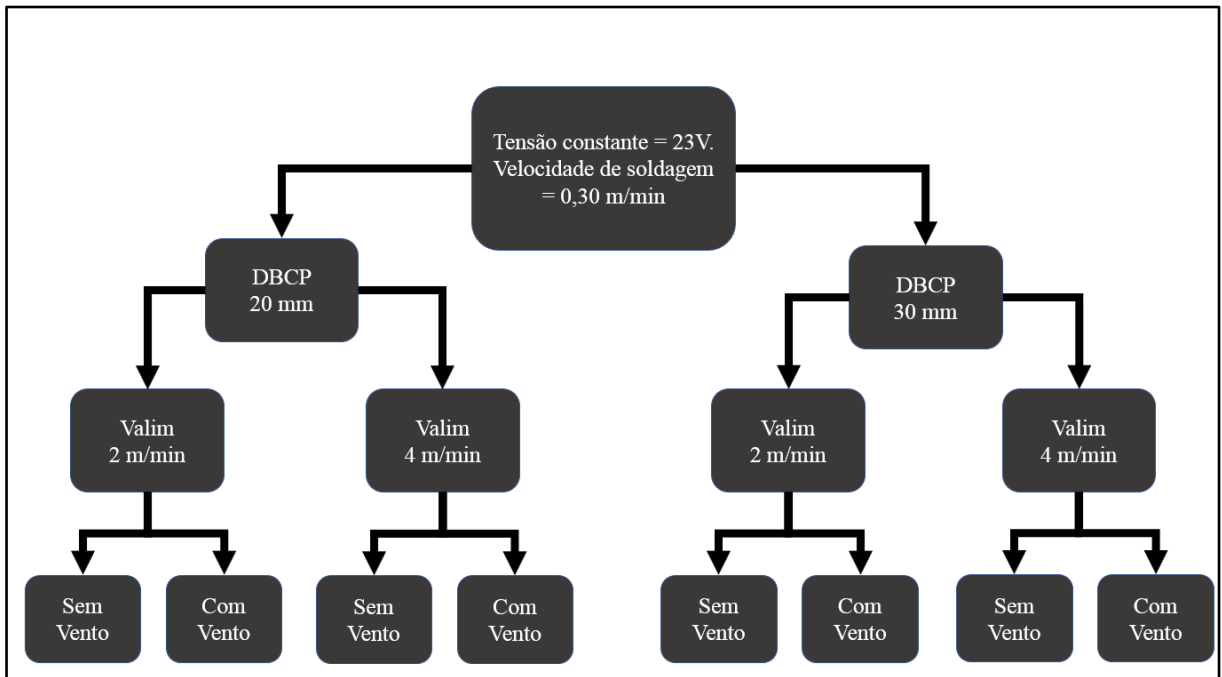 Tensão constante = 23V.
Velocidade de soldagem
= 0,30 m/min
DBCP
20 mm
DBCP
30 mm
Valim
2 m/min
Valim
4 m/min
Valim
2 m/min
Valim
4 m/min
Sem
Vento
Com
Vento
Sem
Vento
Com
Vento
Sem
Vento
Com
Vento
Sem
Vento
Com
Vento